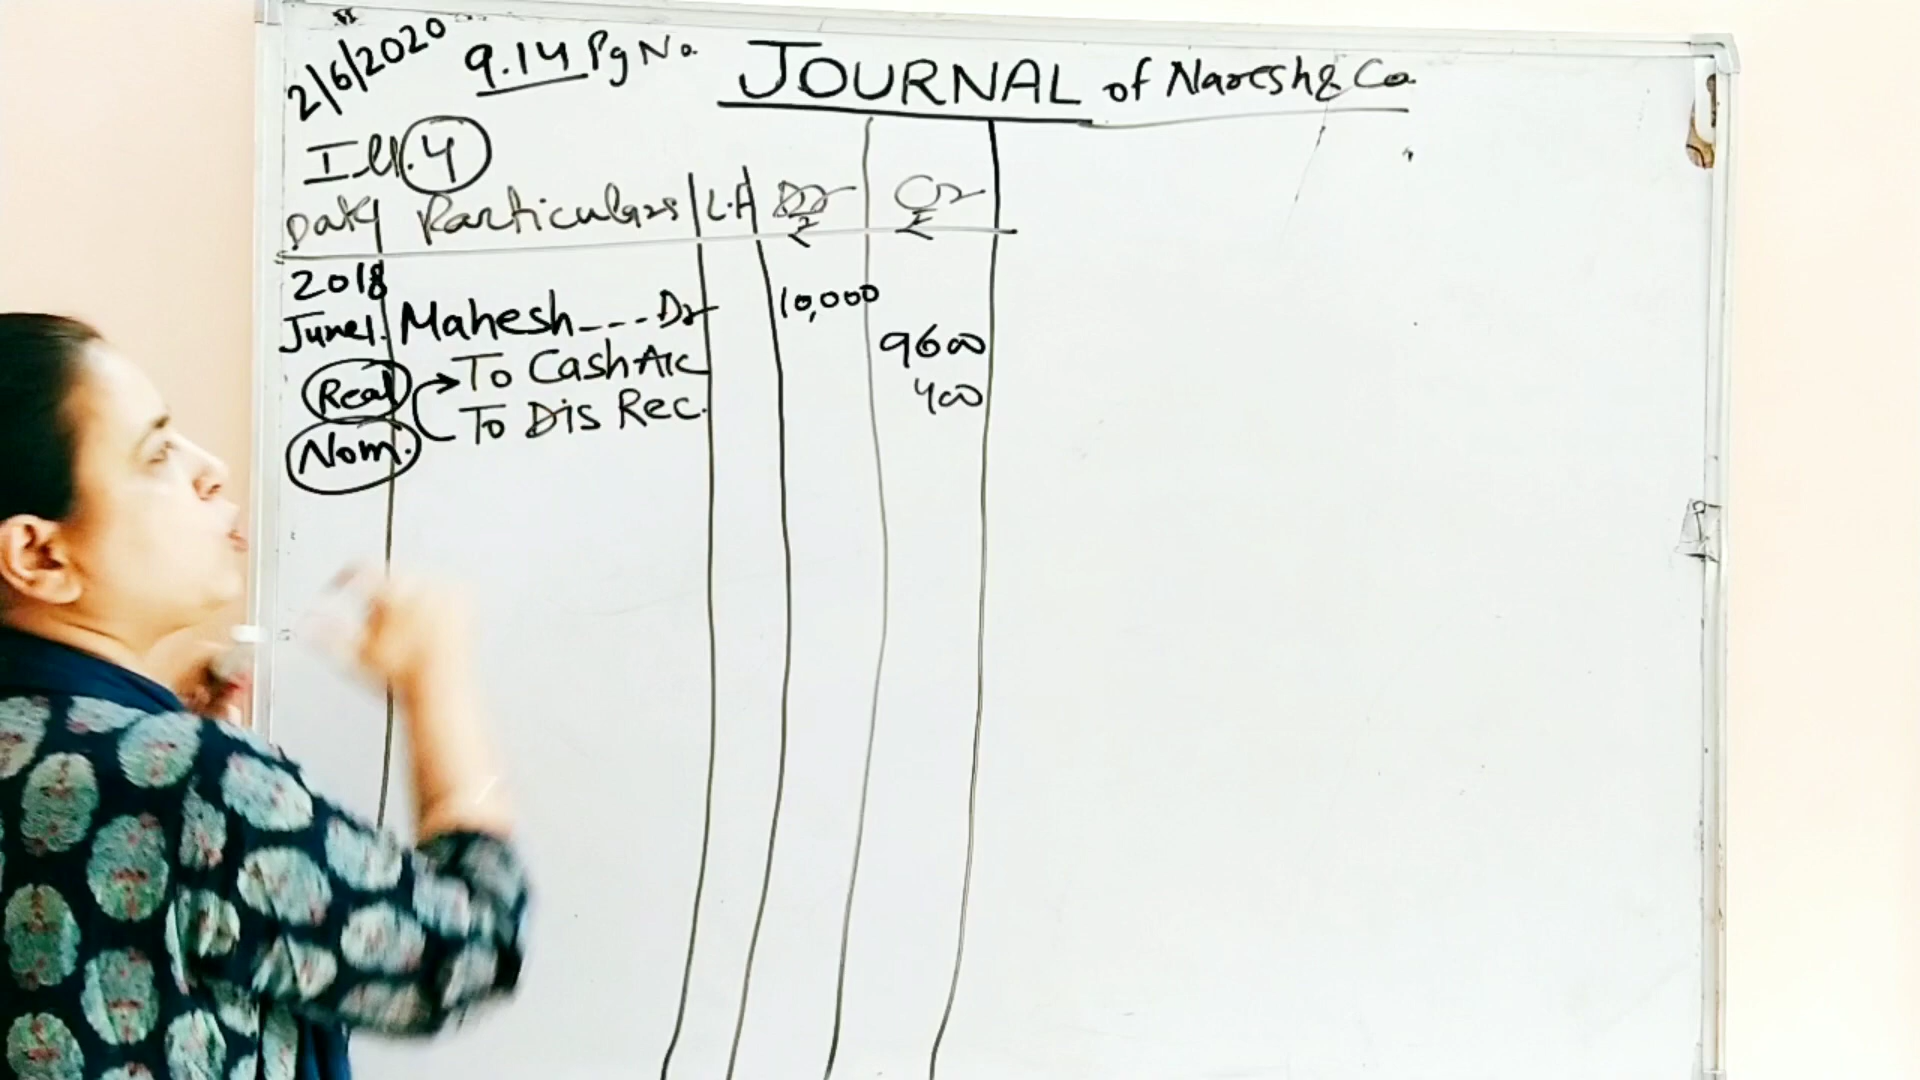 2/6/2020 9.14 Pg No. JOURNAL of Naresh & Co.
Ill. 4
Date Particulars L.F Dr ₹ Cr ₹
2018
June 1. Mahesh --- Dr 10,000
Real → To Cash A/c 9600
Nom. To Dis Rec. 400